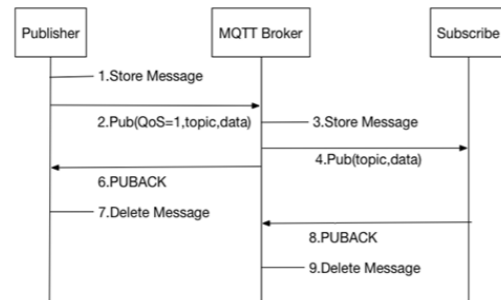 Publisher
MQTT Broker
Subscribe
1.Store Message
2.Pub(QoS=1,topic,data)
3.Store Message
4.Pub(topic,data)
6.PUBACK
7.Delete Message
8.PUBACK
9.Delete Message